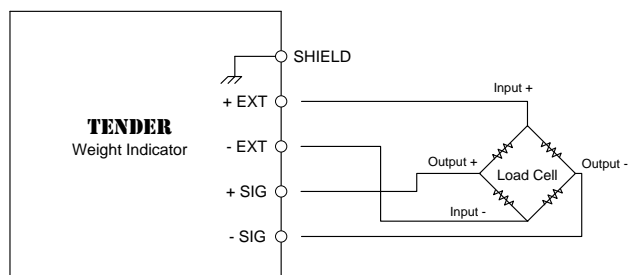 SHIELD
+ EXT
Input +
TENDER
Weight Indicator
- EXT
Output +
Load Cell
Output -
+ SIG
Input -
- SIG